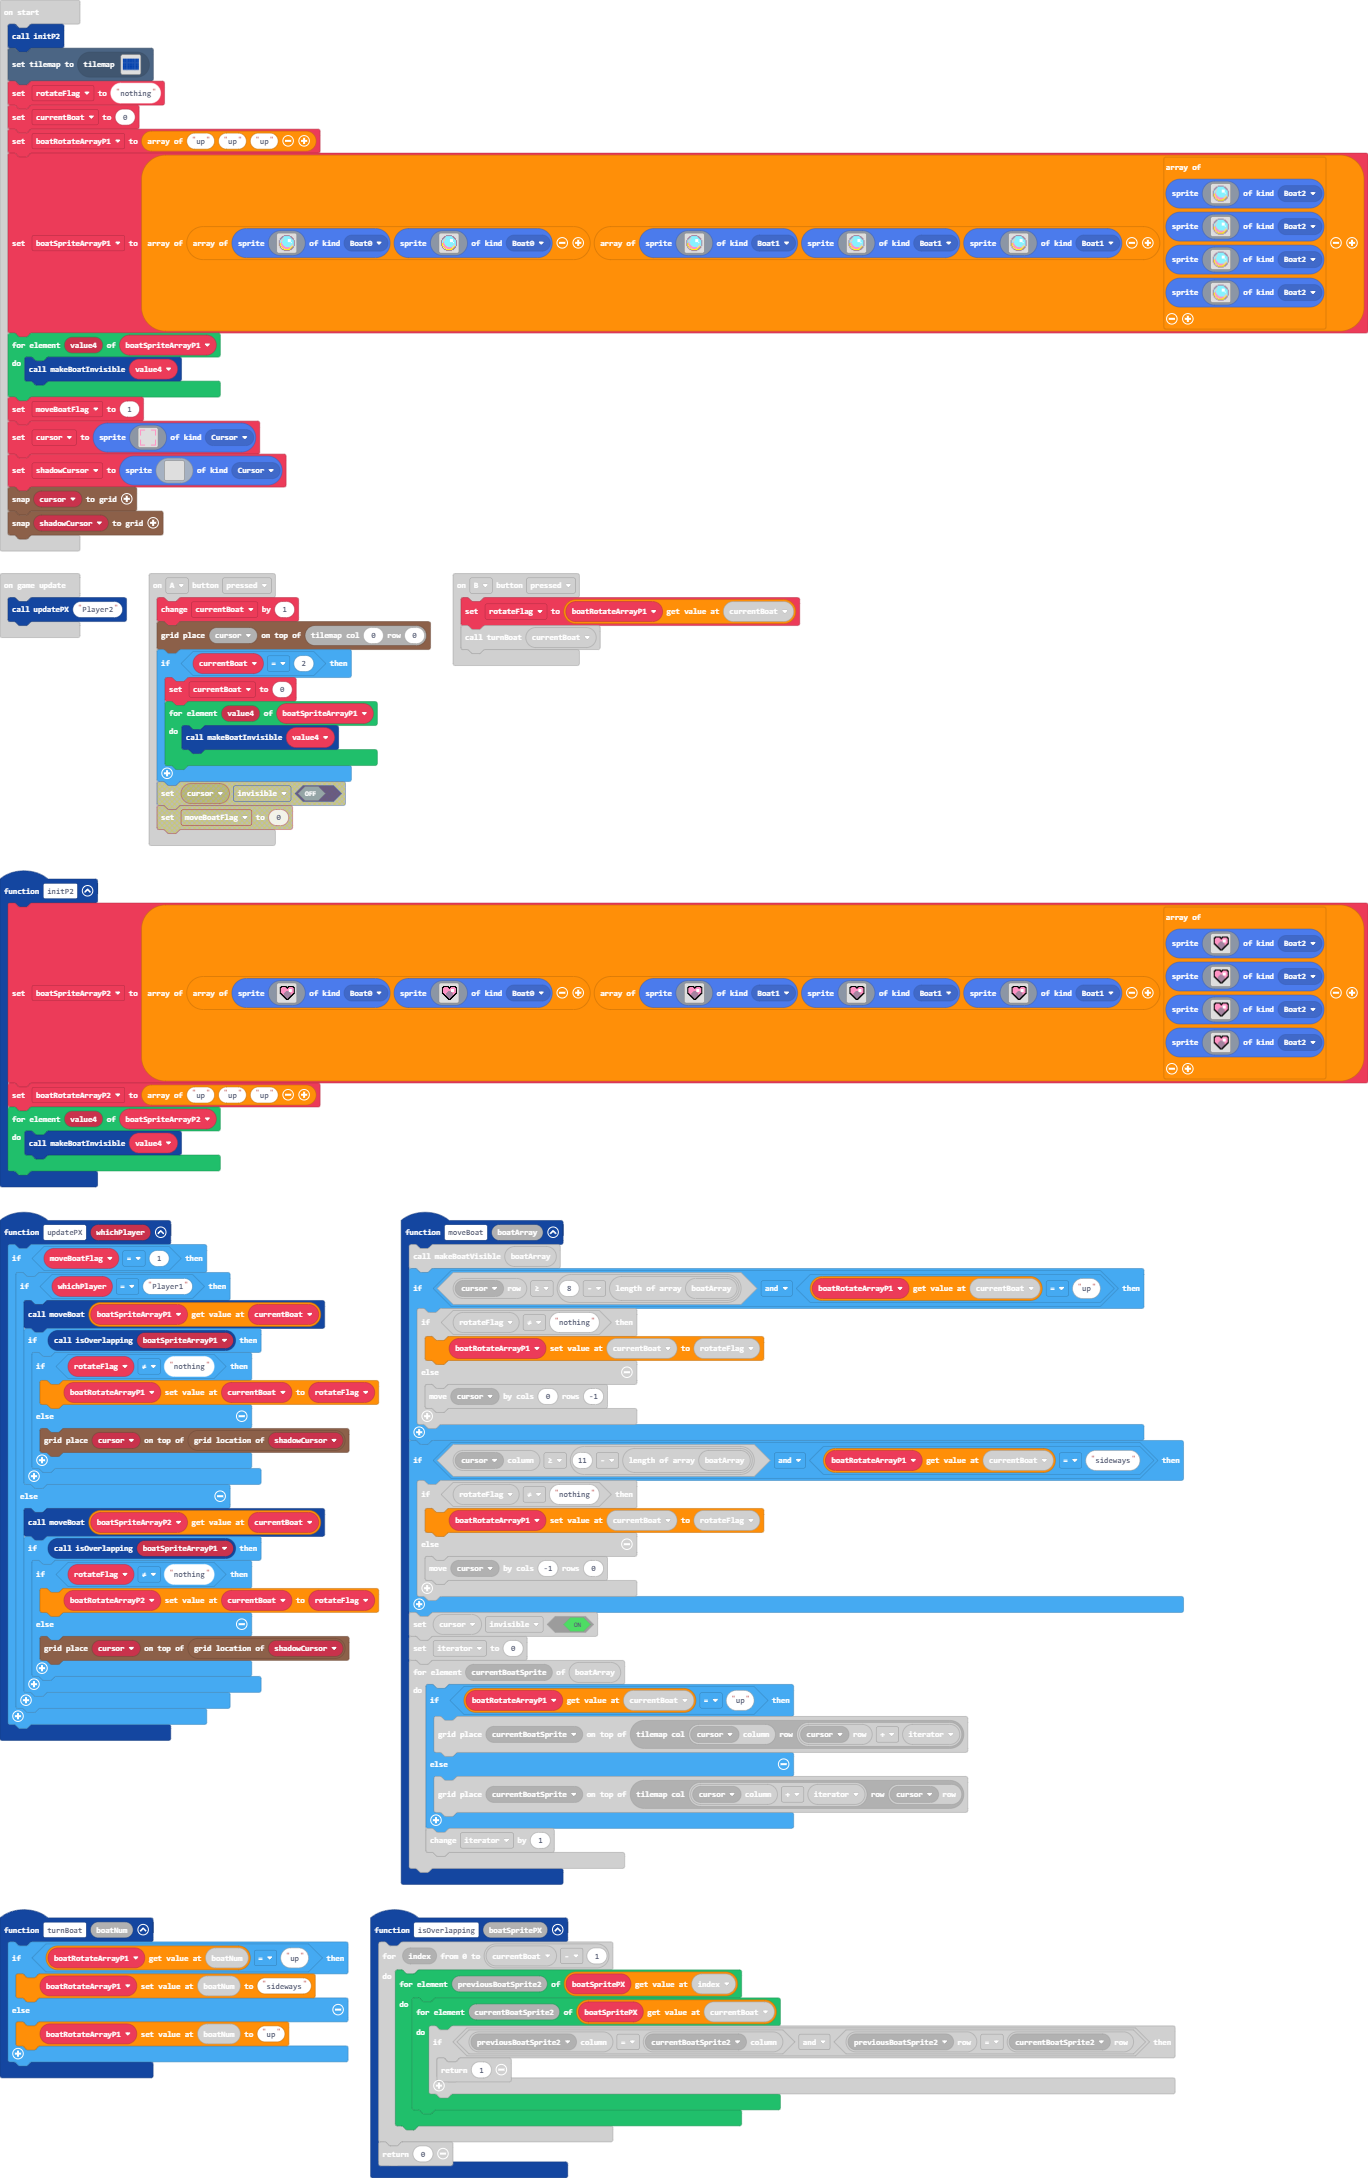 on start
call initP2
set tilemap to tilemap
set rotateFlag to "nothing"
set currentBoat to 0
set boatRotateArrayP1 to array of "up" "up" "up"
array of
sprite of kind Boat2
sprite of kind Boat2
set boatSpriteArrayP1 to array of array of sprite of kind Boat0 sprite of kind Boat0 array of sprite of kind Boat1 sprite of kind Boat1 sprite of kind Boat1
sprite of kind Boat2
sprite of kind Boat2
for element value4 of boatSpriteArrayP1
do call makeBoatInvisible value4
set moveBoatFlag to 1
set cursor to sprite of kind Cursor
set shadowCursor to sprite of kind Cursor
snap cursor to grid
snap shadowCursor to grid
on game update
call updatePX "Player2"
on A button pressed
change currentBoat by 1
grid place cursor on top of tilemap col 0 row 0
if currentBoat = 2 then
set currentBoat to 0
for element value4 of boatSpriteArrayP1
do call makeBoatInvisible value4
set cursor invisible OFF
set moveBoatFlag to 0
on B button pressed
set rotateFlag to boatRotateArrayP1 get value at currentBoat
call turnBoat currentBoat
function initP2
array of
sprite of kind Boat2
sprite of kind Boat2
set boatSpriteArrayP2 to array of array of sprite of kind Boat0 sprite of kind Boat0 array of sprite of kind Boat1 sprite of kind Boat1 sprite of kind Boat1
sprite of kind Boat2
sprite of kind Boat2
set boatRotateArrayP2 to array of "up" "up" "up"
for element value4 of boatSpriteArrayP2
do call makeBoatInvisible value4
function updatePX whichPlayer
if moveBoatFlag = 1 then
if whichPlayer = "Player1" then
call moveBoat boatSpriteArrayP1 get value at currentBoat
if call isOverlapping boatSpriteArrayP1 then
if rotateFlag ≠ "nothing" then
boatRotateArrayP1 set value at currentBoat to rotateFlag
else
grid place cursor on top of grid location of shadowCursor
else
call moveBoat boatSpriteArrayP2 get value at currentBoat
if call isOverlapping boatSpriteArrayP1 then
if rotateFlag ≠ "nothing" then
boatRotateArrayP2 set value at currentBoat to rotateFlag
else
grid place cursor on top of grid location of shadowCursor
function moveBoat boatArray
call makeBoatVisible boatArray
if cursor row ≥ 8 - length of array boatArray and boatRotateArrayP1 get value at currentBoat = "up" then
if rotateFlag ≠ "nothing" then
boatRotateArrayP1 set value at currentBoat to rotateFlag
else
move cursor by cols 0 rows -1
if cursor column ≥ 11 - length of array boatArray and boatRotateArrayP1 get value at currentBoat = "sideways" then
if rotateFlag ≠ "nothing" then
boatRotateArrayP1 set value at currentBoat to rotateFlag
else
move cursor by cols -1 rows 0
set cursor invisible ON
set iterator to 0
for element currentBoatSprite of boatArray
do if boatRotateArrayP1 get value at currentBoat = "up" then
grid place currentBoatSprite on top of tilemap col cursor column row cursor row + iterator
else
grid place currentBoatSprite on top of tilemap col cursor column + iterator row cursor row
change iterator by 1
function turnBoat boatNum
if boatRotateArrayP1 get value at boatNum = "up" then
boatRotateArrayP1 set value at boatNum to "sideways"
else
boatRotateArrayP1 set value at boatNum to "up"
function isOverlapping boatSpritePX
for index from 0 to currentBoat - 1
do for element previousBoatSprite2 of boatSpritePX get value at index
do for element currentBoatSprite2 of boatSpritePX get value at currentBoat
do if previousBoatSprite2 column = currentBoatSprite2 column and previousBoatSprite2 row = currentBoatSprite2 row then
return 1
return 0